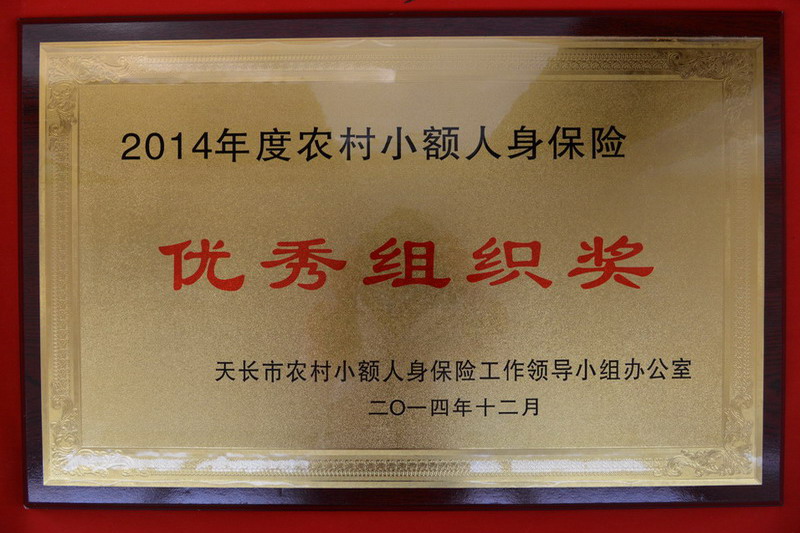 2014年度农村小额人身保险
优秀组织奖
天长市农村小额人身保险工作领导小组办公室
二〇一四年十二月